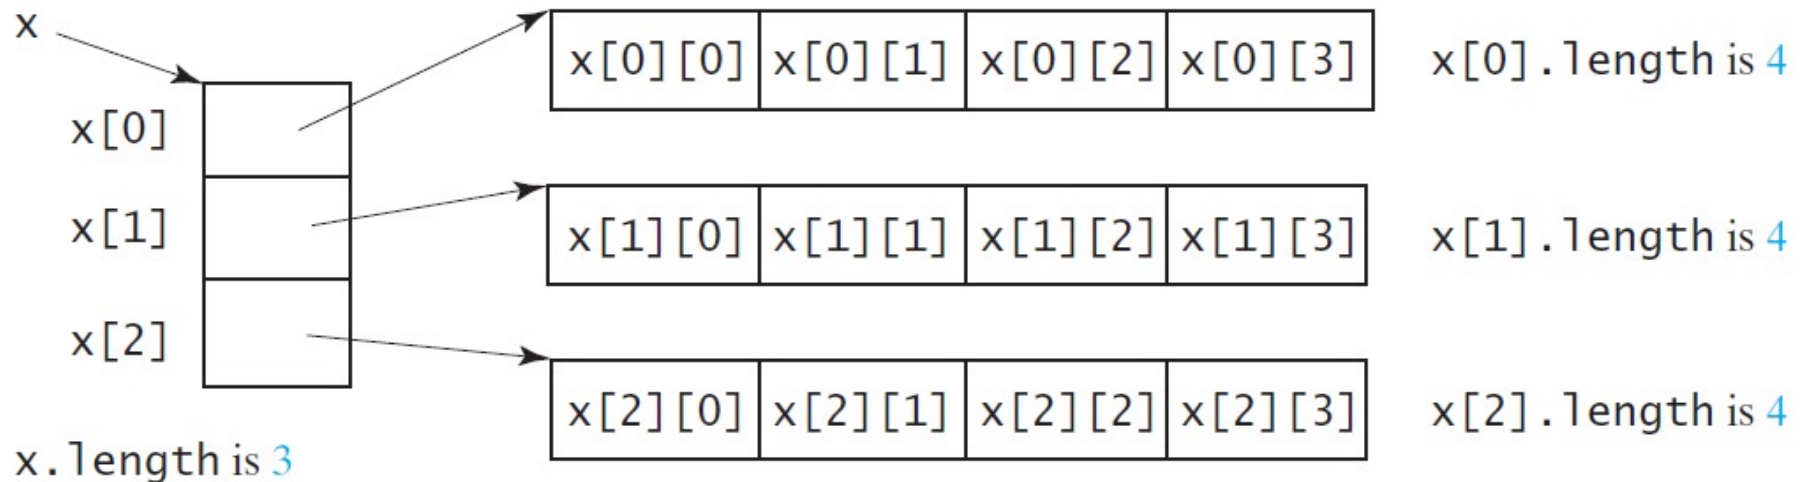 x
x[0][0] x[0][1] x[0][2] x[0][3] x[0].length is 4
x[0]
x[1]
x[1][0] x[1][1] x[1][2] x[1][3] x[1].length is 4
x[2]
x[2][0] x[2][1] x[2][2] x[2][3] x[2].length is 4
x.length is 3